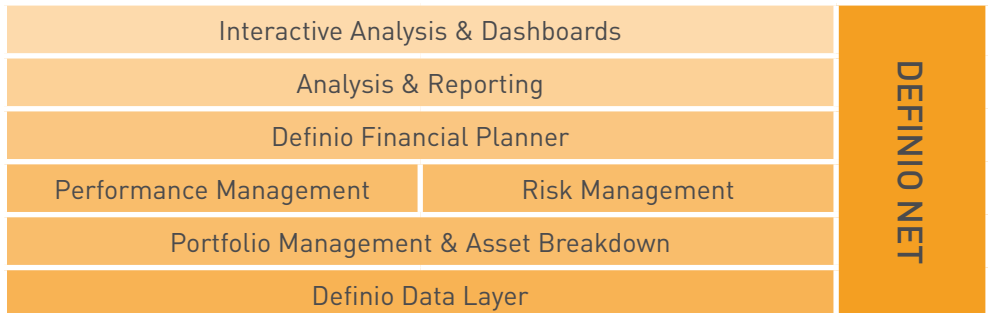 Interactive Analysis & Dashboards
Analysis & Reporting
Definio Financial Planner
Performance Management
Risk Management
Portfolio Management & Asset Breakdown
Definio Data Layer
DEFINIO NET